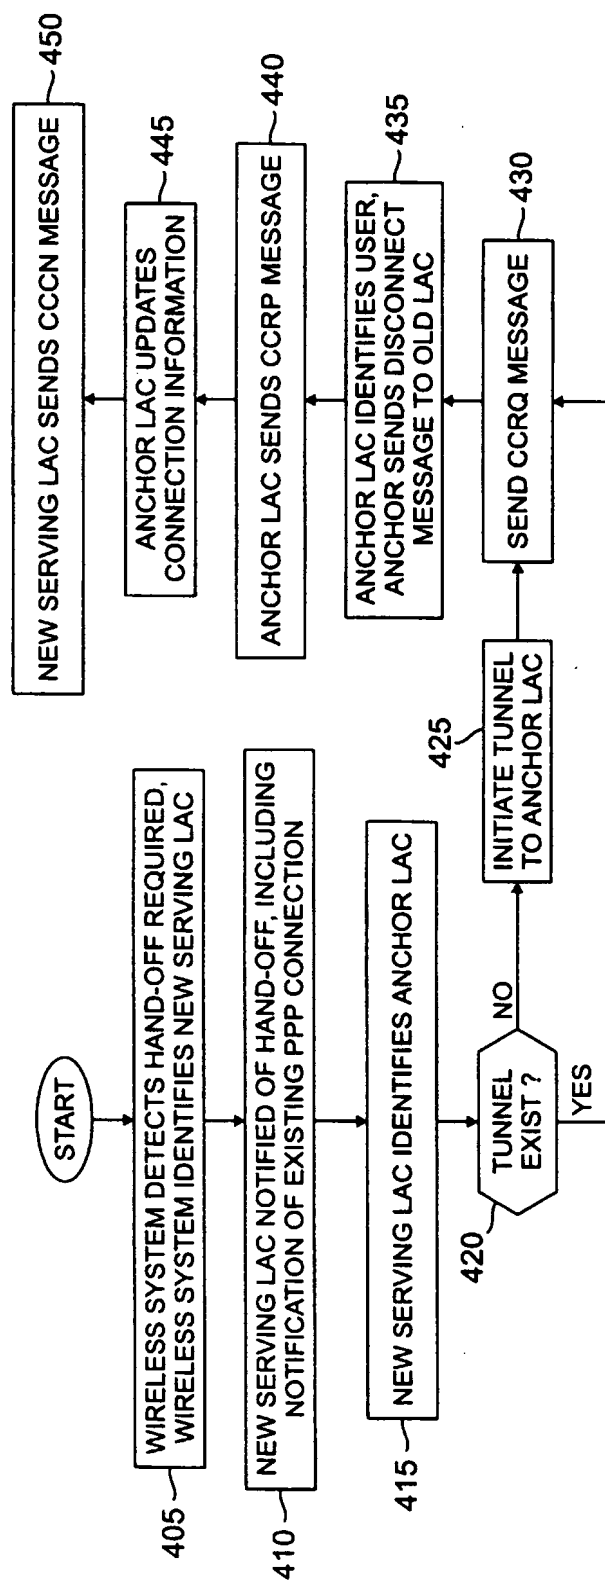 START
WIRELESS SYSTEM DETECTS HAND-OFF REQUIRED,
WIRELESS SYSTEM IDENTIFIES NEW SERVING LAC
405
NEW SERVING LAC NOTIFIED OF HAND-OFF, INCLUDING
NOTIFICATION OF EXISTING PPP CONNECTION
410
NEW SERVING LAC IDENTIFIES ANCHOR LAC
415
TUNNEL
EXIST ?
420
NO
YES
425
INITIATE TUNNEL
TO ANCHOR LAC
SEND CCRQ MESSAGE
430
ANCHOR LAC IDENTIFIES USER,
ANCHOR SENDS DISCONNECT
MESSAGE TO OLD LAC
435
ANCHOR LAC SENDS CCRP MESSAGE
440
ANCHOR LAC UPDATES
CONNECTION INFORMATION
445
NEW SERVING LAC SENDS CCCN MESSAGE
450